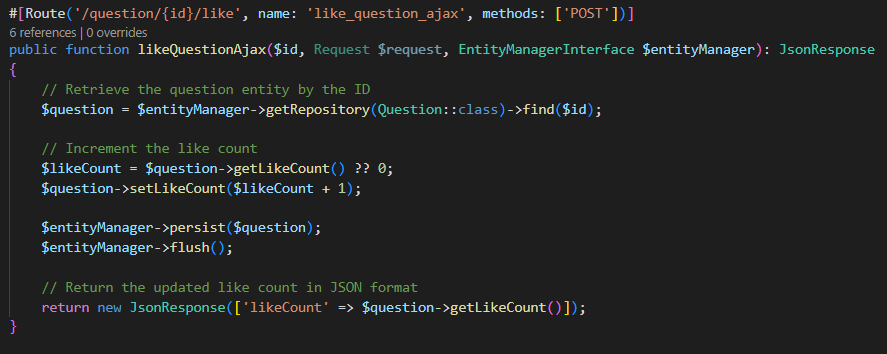 #[Route('/question/{id}/like', name: 'like_question_ajax', methods: ['POST'])]
6 references | 0 overrides
public function likeQuestionAjax($id, Request $request, EntityManagerInterface $entityManager): JsonResponse
{
    // Retrieve the question entity by the ID
    $question = $entityManager->getRepository(Question::class)->find($id);

    // Increment the like count
    $likeCount = $question->getLikeCount() ?? 0;
    $question->setLikeCount($likeCount + 1);

    $entityManager->persist($question);
    $entityManager->flush();

    // Return the updated like count in JSON format
    return new JsonResponse(['likeCount' => $question->getLikeCount()]);
}